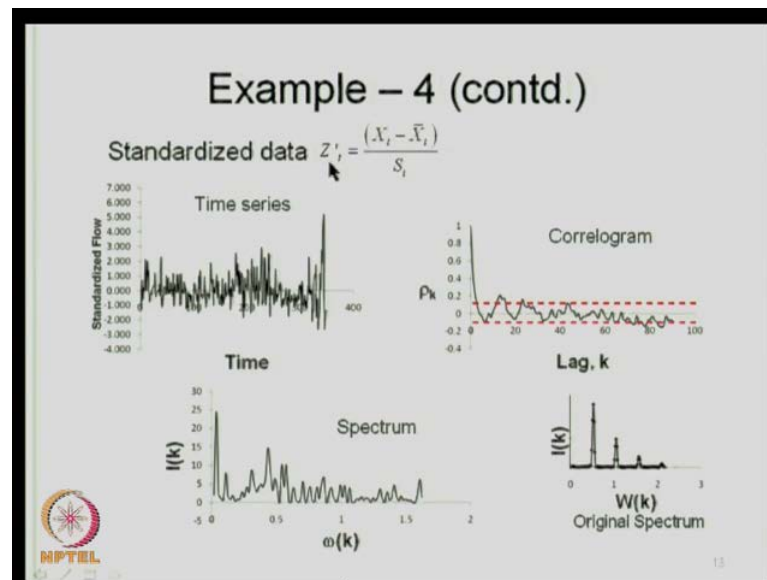 Example – 4 (contd.)
Standardized data Z'ₜ = (Xᵢ – X̄ᵢ) / Sᵢ
Time series
7.000
6.000
5.000
4.000
3.000
2.000
1.000
0.000
-1.000
-2.000
-3.000
-4.000
400
Standardized Flow
Time
Correlogram
1
0.8
0.6
0.4
0.2
0
-0.2
-0.4
0 20 40 60 80 100
ρk
Lag, k
Spectrum
30
25
20
15
10
5
0
-5
0 0.5 1 1.5 2
I(k)
ω(k)
I(k)
0 1 2 3
W(k)
Original Spectrum
NPTEL
13